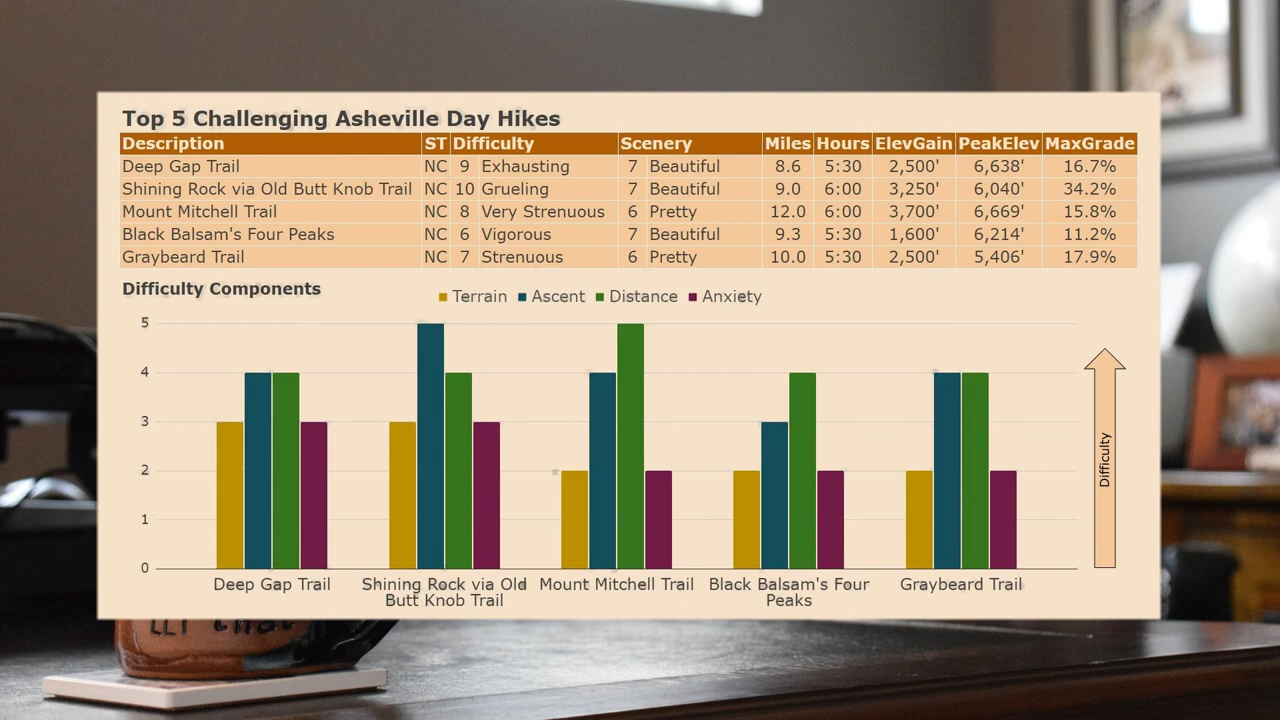 Top 5 Challenging Asheville Day Hikes
Description ST Difficulty Scenery Miles Hours ElevGain PeakElev MaxGrade
Deep Gap Trail NC 9 Exhausting 7 Beautiful 8.6 5:30 2,500' 6,638' 16.7%
Shining Rock via Old Butt Knob Trail NC 10 Grueling 7 Beautiful 9.0 6:00 3,250' 6,040' 34.2%
Mount Mitchell Trail NC 8 Very Strenuous 6 Pretty 12.0 6:00 3,700' 6,669' 15.8%
Black Balsam's Four Peaks NC 6 Vigorous 7 Beautiful 9.3 5:30 1,600' 6,214' 11.2%
Graybeard Trail NC 7 Strenuous 6 Pretty 10.0 5:30 2,500' 5,406' 17.9%
Difficulty Components
Terrain Ascent Distance Anxiety
5
4
3
2
1
0
Difficulty
Deep Gap Trail
Shining Rock via Old
Butt Knob Trail
Mount Mitchell Trail
Black Balsam's Four
Peaks
Graybeard Trail